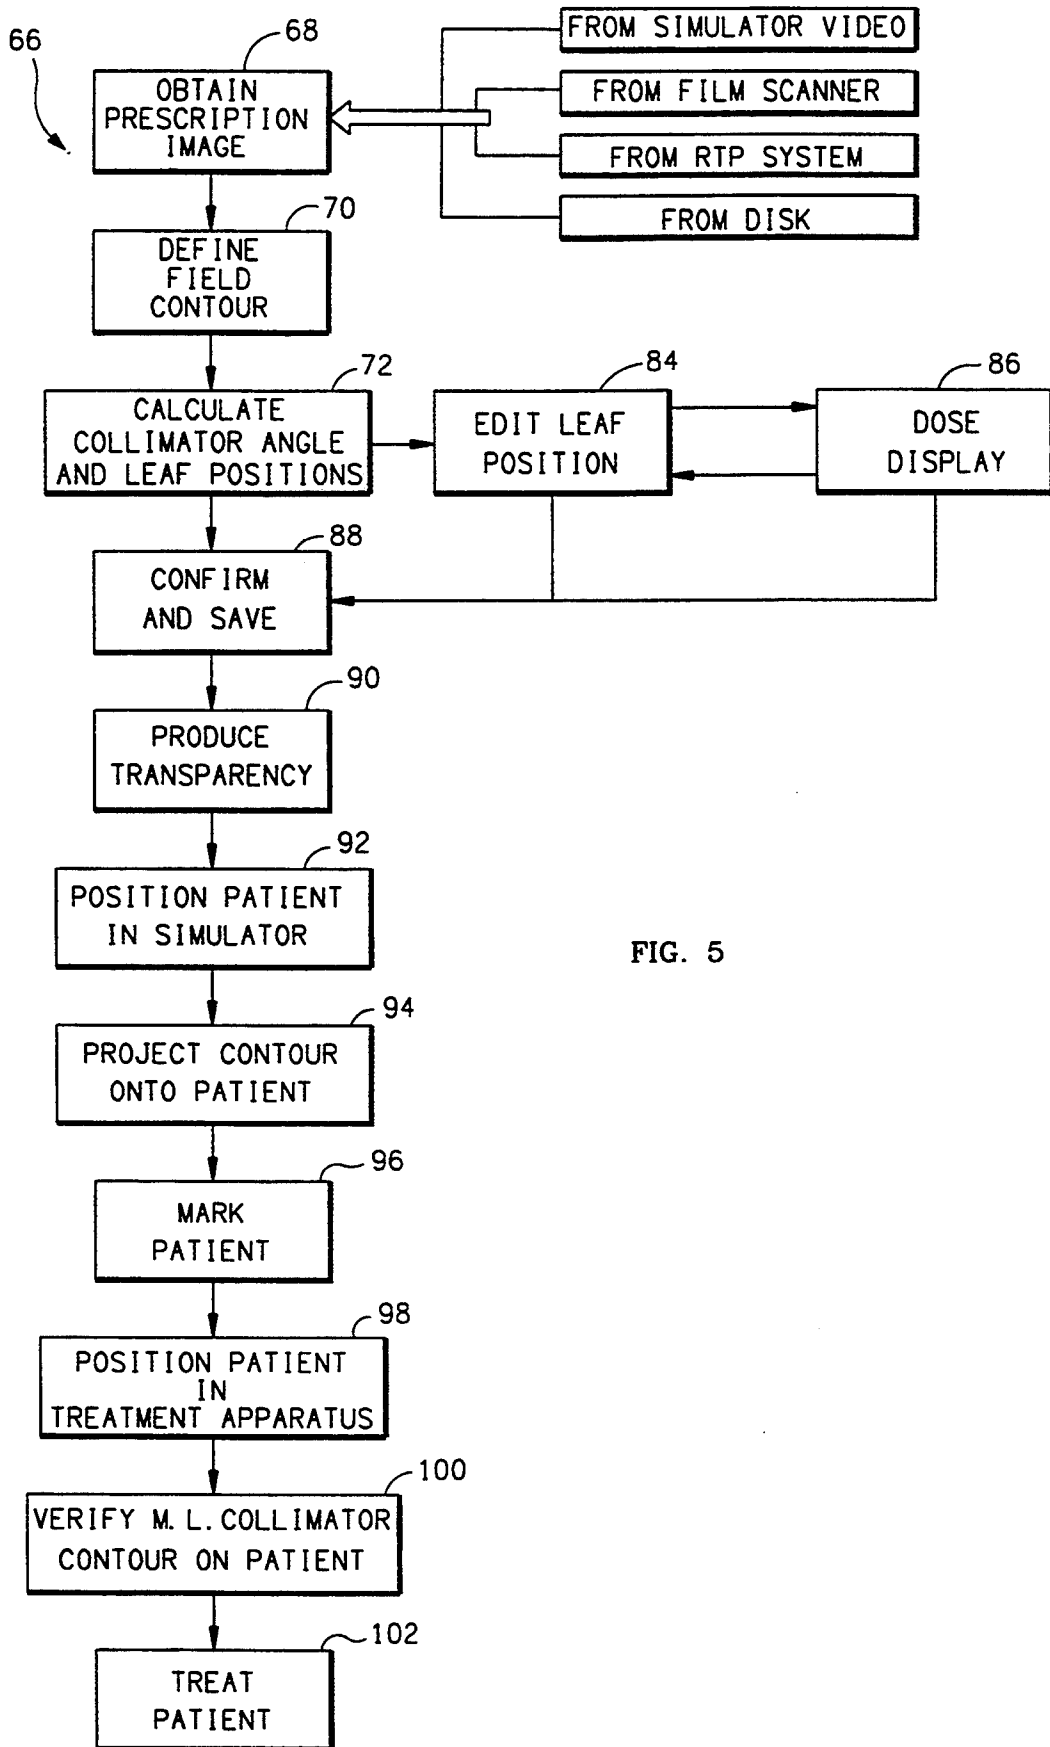 66
68
OBTAIN
PRESCRIPTION
IMAGE
FROM SIMULATOR VIDEO
FROM FILM SCANNER
FROM RTP SYSTEM
FROM DISK
70
DEFINE
FIELD
CONTOUR
72
CALCULATE
COLLIMATOR ANGLE
AND LEAF POSITIONS
84
EDIT LEAF
POSITION
86
DOSE
DISPLAY
88
CONFIRM
AND SAVE
90
PRODUCE
TRANSPARENCY
92
POSITION PATIENT
IN SIMULATOR
FIG. 5
94
PROJECT CONTOUR
ONTO PATIENT
96
MARK
PATIENT
98
POSITION PATIENT
IN
TREATMENT APPARATUS
100
VERIFY M.L.COLLIMATOR
CONTOUR ON PATIENT
102
TREAT
PATIENT